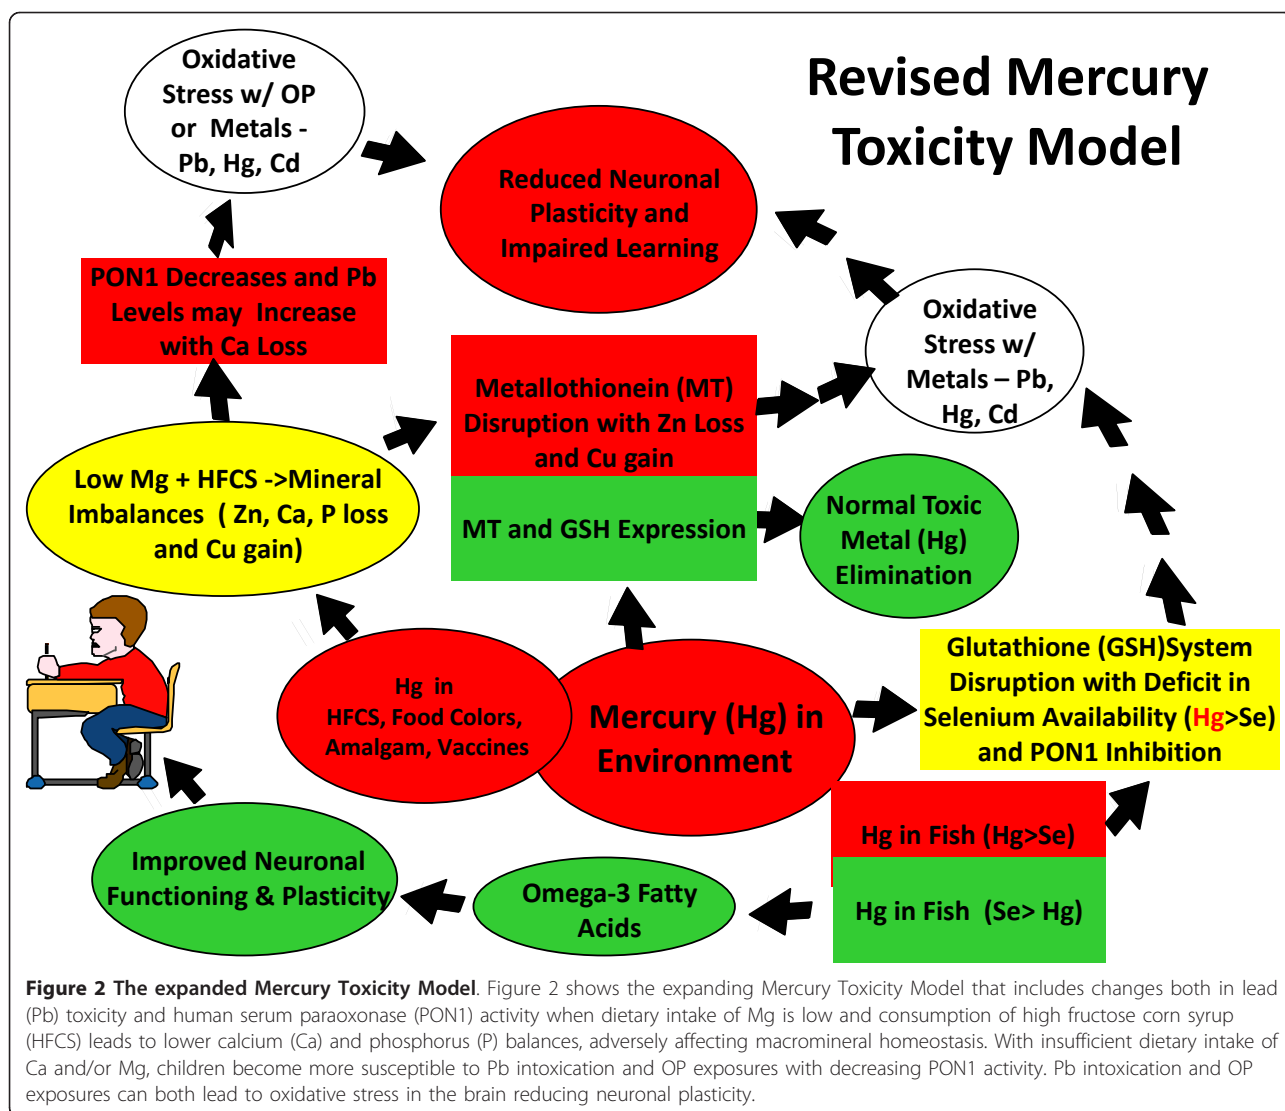 Revised Mercury
Toxicity Model
Oxidative
Stress w/ OP
or Metals -
Pb, Hg, Cd
Reduced Neuronal
Plasticity and
Impaired Learning
PON1 Decreases and Pb
Levels may Increase
with Ca Loss
Oxidative
Stress w/
Metals – Pb,
Hg, Cd
Metallothionein (MT)
Disruption with Zn Loss
and Cu gain
Low Mg + HFCS ->Mineral
Imbalances ( Zn, Ca, P loss
and Cu gain)
MT and GSH Expression
Normal Toxic
Metal (Hg)
Elimination
Glutathione (GSH)System
Disruption with Deficit in
Selenium Availability (Hg>Se)
and PON1 Inhibition
Hg in
HFCS, Food Colors,
Amalgam, Vaccines
Mercury (Hg) in
Environment
Hg in Fish (Hg>Se)
Hg in Fish (Se> Hg)
Omega-3 Fatty
Acids
Improved Neuronal
Functioning & Plasticity
Figure 2 The expanded Mercury Toxicity Model. Figure 2 shows the expanding Mercury Toxicity Model that includes changes both in lead
(Pb) toxicity and human serum paraoxonase (PON1) activity when dietary intake of Mg is low and consumption of high fructose corn syrup
(HFCS) leads to lower calcium (Ca) and phosphorus (P) balances, adversely affecting macromineral homeostasis. With insufficient dietary intake of
Ca and/or Mg, children become more susceptible to Pb intoxication and OP exposures with decreasing PON1 activity. Pb intoxication and OP
exposures can both lead to oxidative stress in the brain reducing neuronal plasticity.